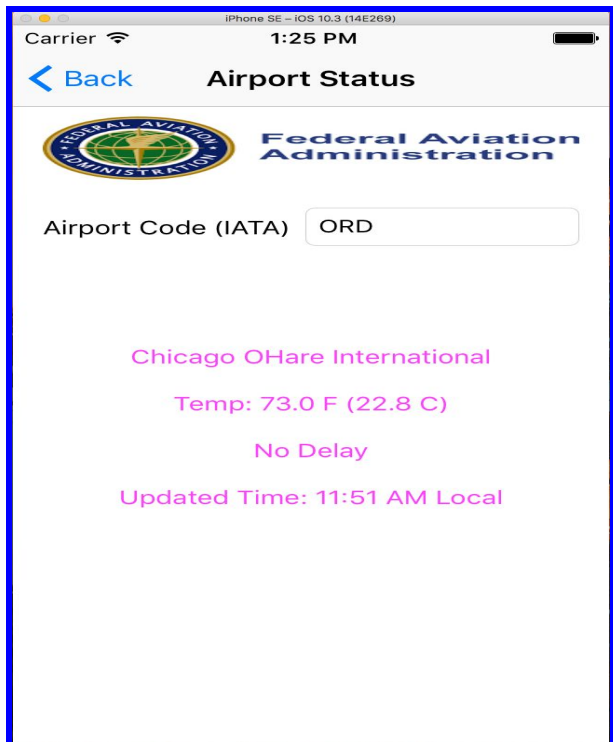 iPhone SE – iOS 10.3 (14E269)
Carrier 1:25 PM
Back Airport Status
FEDERAL AVIATION ADMINISTRATION
Federal Aviation
Administration
Airport Code (IATA) ORD
Chicago OHare International
Temp: 73.0 F (22.8 C)
No Delay
Updated Time: 11:51 AM Local